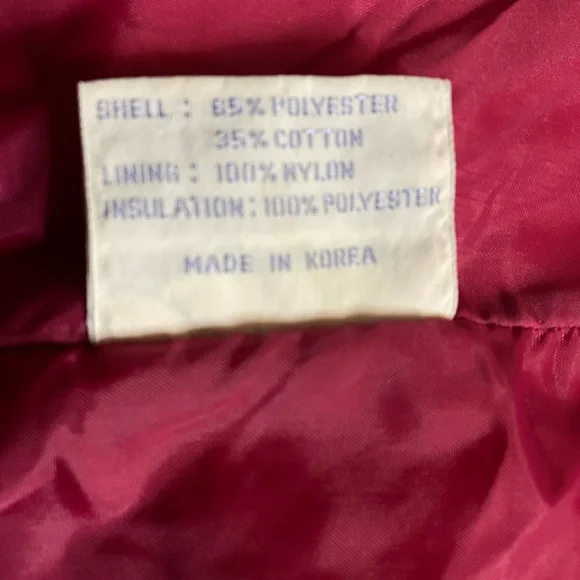 SHELL : 65% POLYESTER
35% COTTON
LINING : 100% NYLON
INSULATION : 100% POLYESTER
MADE IN KOREA